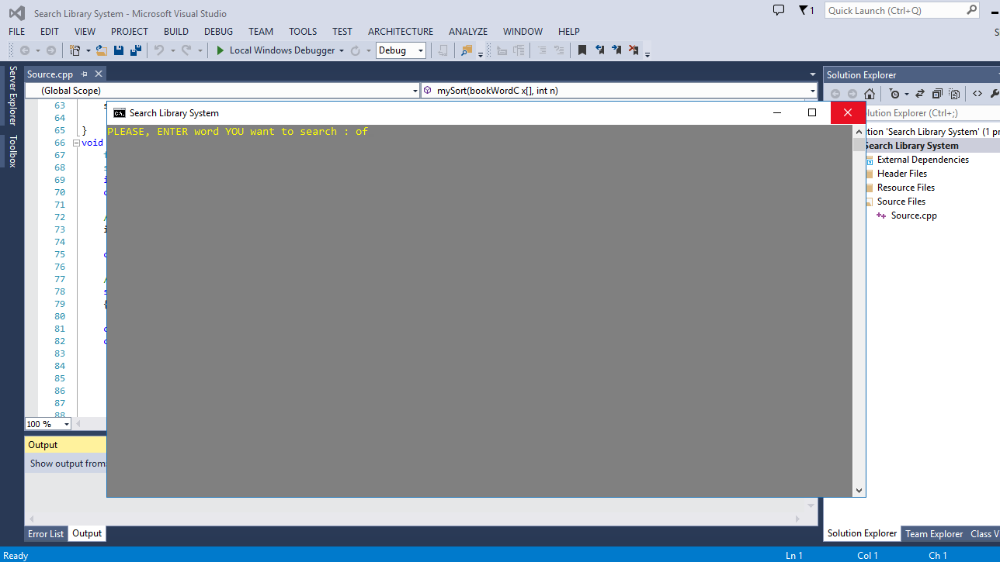 Search Library System - Microsoft Visual Studio
1
Quick Launch (Ctrl+Q)
FILE EDIT VIEW PROJECT BUILD DEBUG TEAM TOOLS TEST ARCHITECTURE ANALYZE WINDOW HELP
Local Windows Debugger Debug
Server Explorer
Toolbox
Source.cpp
(Global Scope) mySort(bookWordC x[], int n)
63 s
64
65 }
66 void
67
68 s
69 i
70
71
72 /
73 i
74
75
76
77 /
78 s
79 {
80
81
82
83
84
85
86
87
88
100 %
Search Library System
PLEASE, ENTER word YOU want to search : of
Output
Show output from:
Error List Output
Solution Explorer
olution Explorer (Ctrl+;)
tion 'Search Library System' (1 pr
Search Library System
External Dependencies
Header Files
Resource Files
Source Files
Source.cpp
Solution Explorer Team Explorer Class V
Ready Ln 1 Col 1 Ch 1